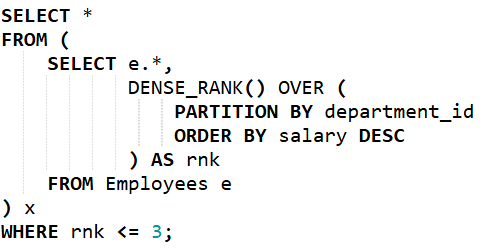 SELECT *
FROM (
    SELECT e.*,
           DENSE_RANK() OVER (
               PARTITION BY department_id
               ORDER BY salary DESC
           ) AS rnk
    FROM Employees e
) x
WHERE rnk <= 3;